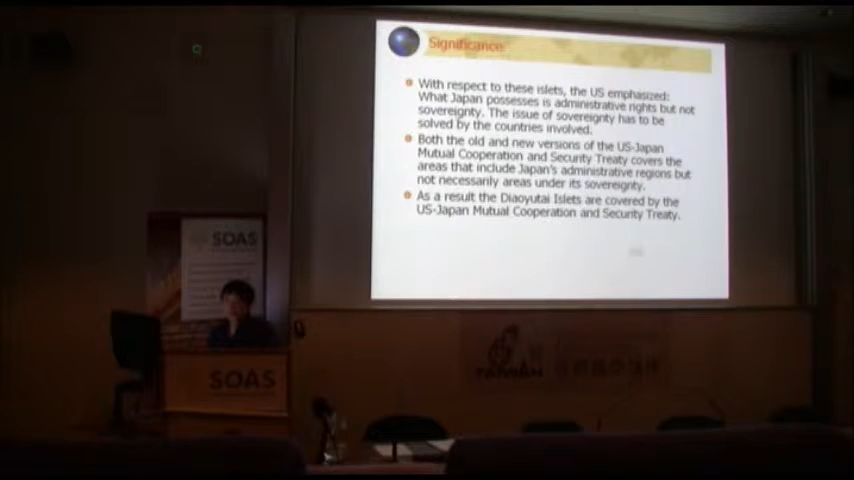 Significance
With respect to these islets, the US emphasized:
What Japan possesses is administrative rights but not
sovereignty. The issue of sovereignty has to be
solved by the countries involved.
Both the old and new versions of the US-Japan
Mutual Cooperation and Security Treaty covers the
areas that include Japan's administrative regions but
not necessarily areas under its sovereignty.
As a result the Diaoyutai Islets are covered by the
US-Japan Mutual Cooperation and Security Treaty.
SOAS
SOAS
TAIWAN